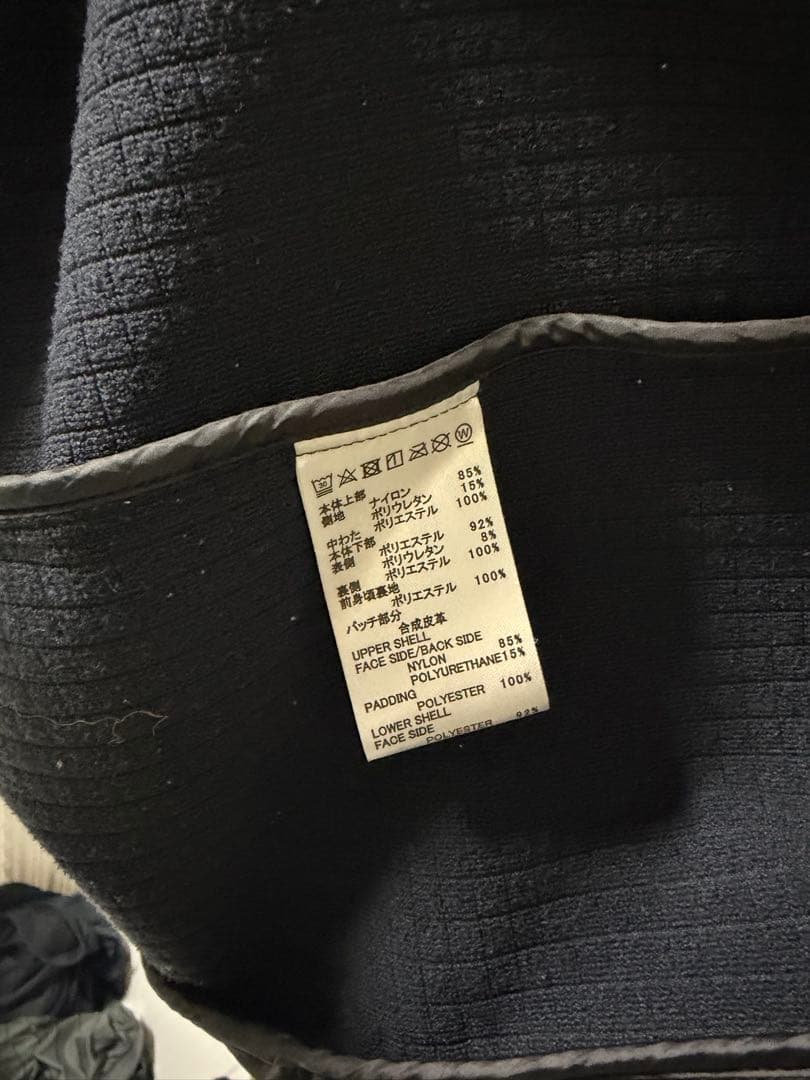 30 W
本体上部
側地 ナイロン 85%
ポリウレタン 15%
中わた ポリエステル 100%
本体下部
表側 ポリエステル 92%
ポリウレタン 8%
裏側 ポリエステル 100%
前身頃裏地
ポリエステル 100%
パッチ部分
合成皮革
UPPER SHELL
FACE SIDE/BACK SIDE
NYLON 85%
POLYURETHANE15%
PADDING
POLYESTER 100%
LOWER SHELL
FACE SIDE
POLYESTER 92%